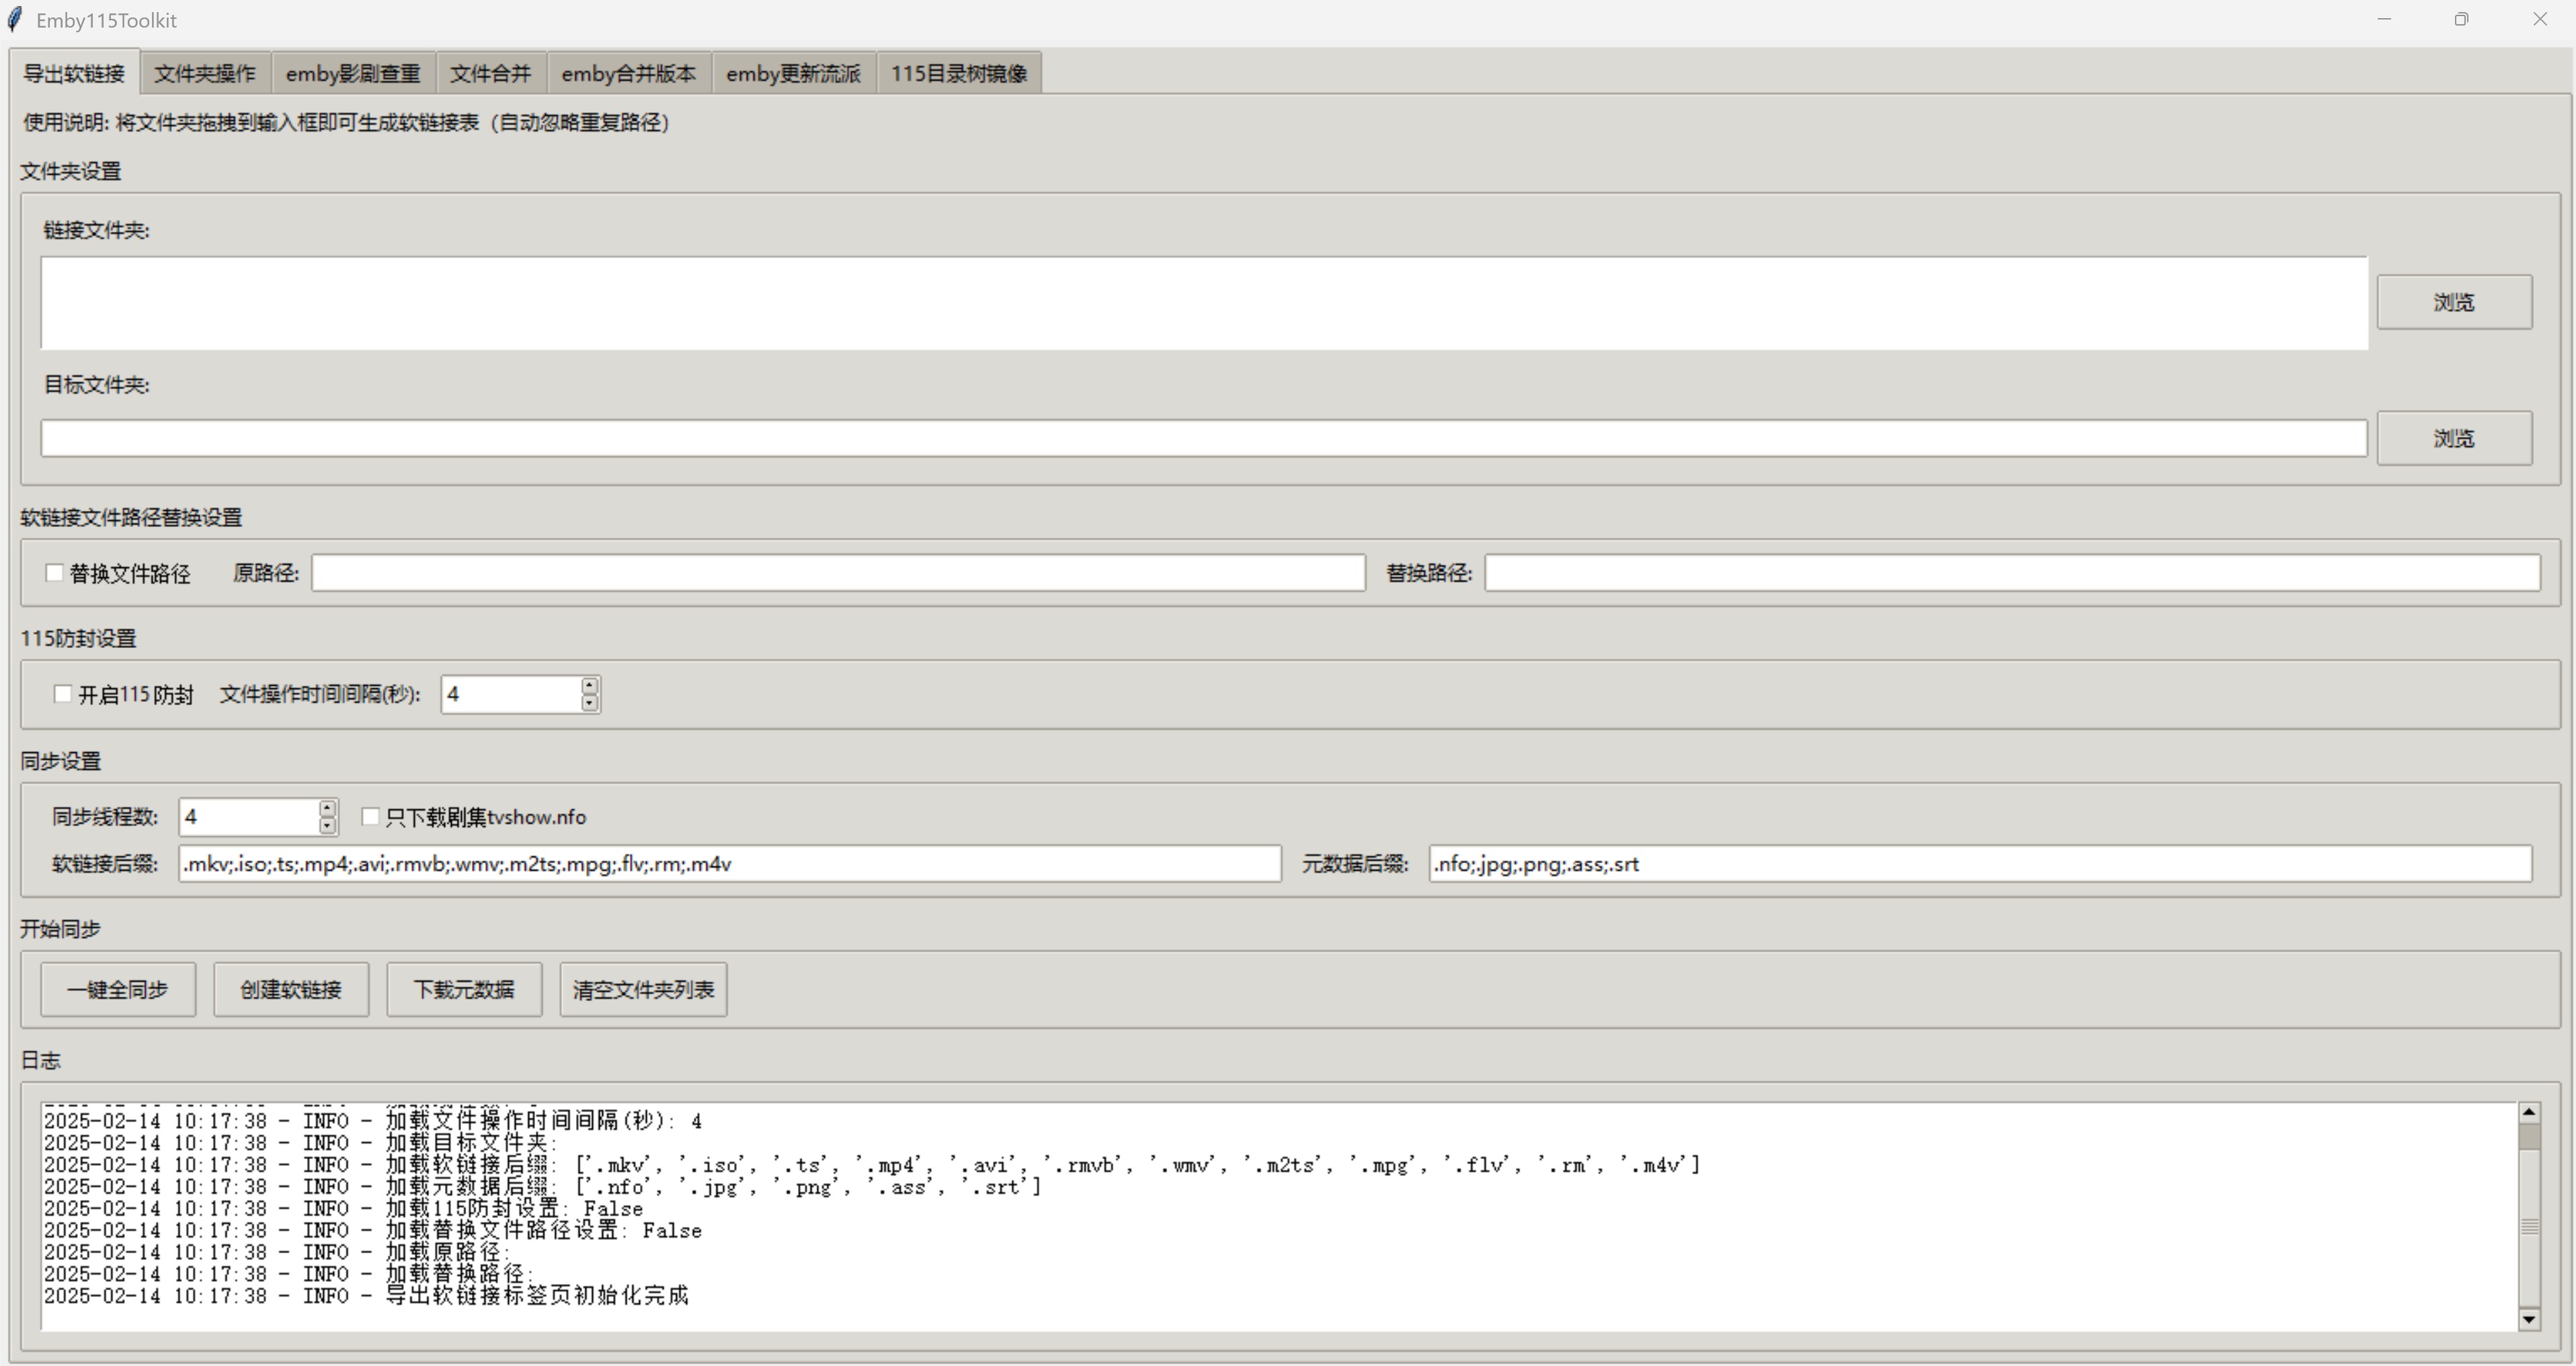 Emby115Toolkit
导出软链接 文件夹操作 emby影剧查重 文件合并 emby合并版本 emby更新流派 115目录树镜像
使用说明: 将文件夹拖拽到输入框即可生成软链接表（自动忽略重复路径）
文件夹设置
链接文件夹:
浏览
目标文件夹:
浏览
软链接文件路径替换设置
替换文件路径 原路径: 替换路径:
115防封设置
开启115防封 文件操作时间间隔(秒): 4
同步设置
同步线程数: 4 只下载剧集tvshow.nfo
软链接后缀: .mkv;.iso;.ts;.mp4;.avi;.rmvb;.wmv;.m2ts;.mpg;.flv;.rm;.m4v 元数据后缀: .nfo;.jpg;.png;.ass;.srt
开始同步
一键全同步 创建软链接 下载元数据 清空文件夹列表
日志
2025-02-14 10:17:38 - INFO - 加载文件操作时间间隔(秒): 4
2025-02-14 10:17:38 - INFO - 加载目标文件夹:
2025-02-14 10:17:38 - INFO - 加载软链接后缀: ['.mkv', '.iso', '.ts', '.mp4', '.avi', '.rmvb', '.wmv', '.m2ts', '.mpg', '.flv', '.rm', '.m4v']
2025-02-14 10:17:38 - INFO - 加载元数据后缀: ['.nfo', '.jpg', '.png', '.ass', '.srt']
2025-02-14 10:17:38 - INFO - 加载115防封设置: False
2025-02-14 10:17:38 - INFO - 加载替换文件路径设置: False
2025-02-14 10:17:38 - INFO - 加载原路径:
2025-02-14 10:17:38 - INFO - 加载替换路径:
2025-02-14 10:17:38 - INFO - 导出软链接标签页初始化完成